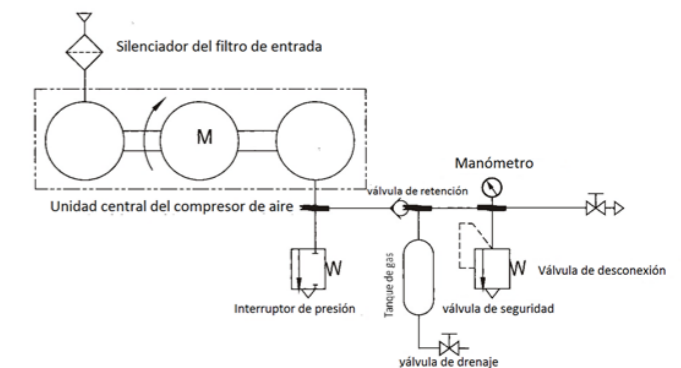 Silenciador del filtro de entrada
M
Manómetro
válvula de retención
Unidad central del compresor de aire
Tanque de gas
Válvula de desconexión
Interruptor de presión
válvula de seguridad
válvula de drenaje